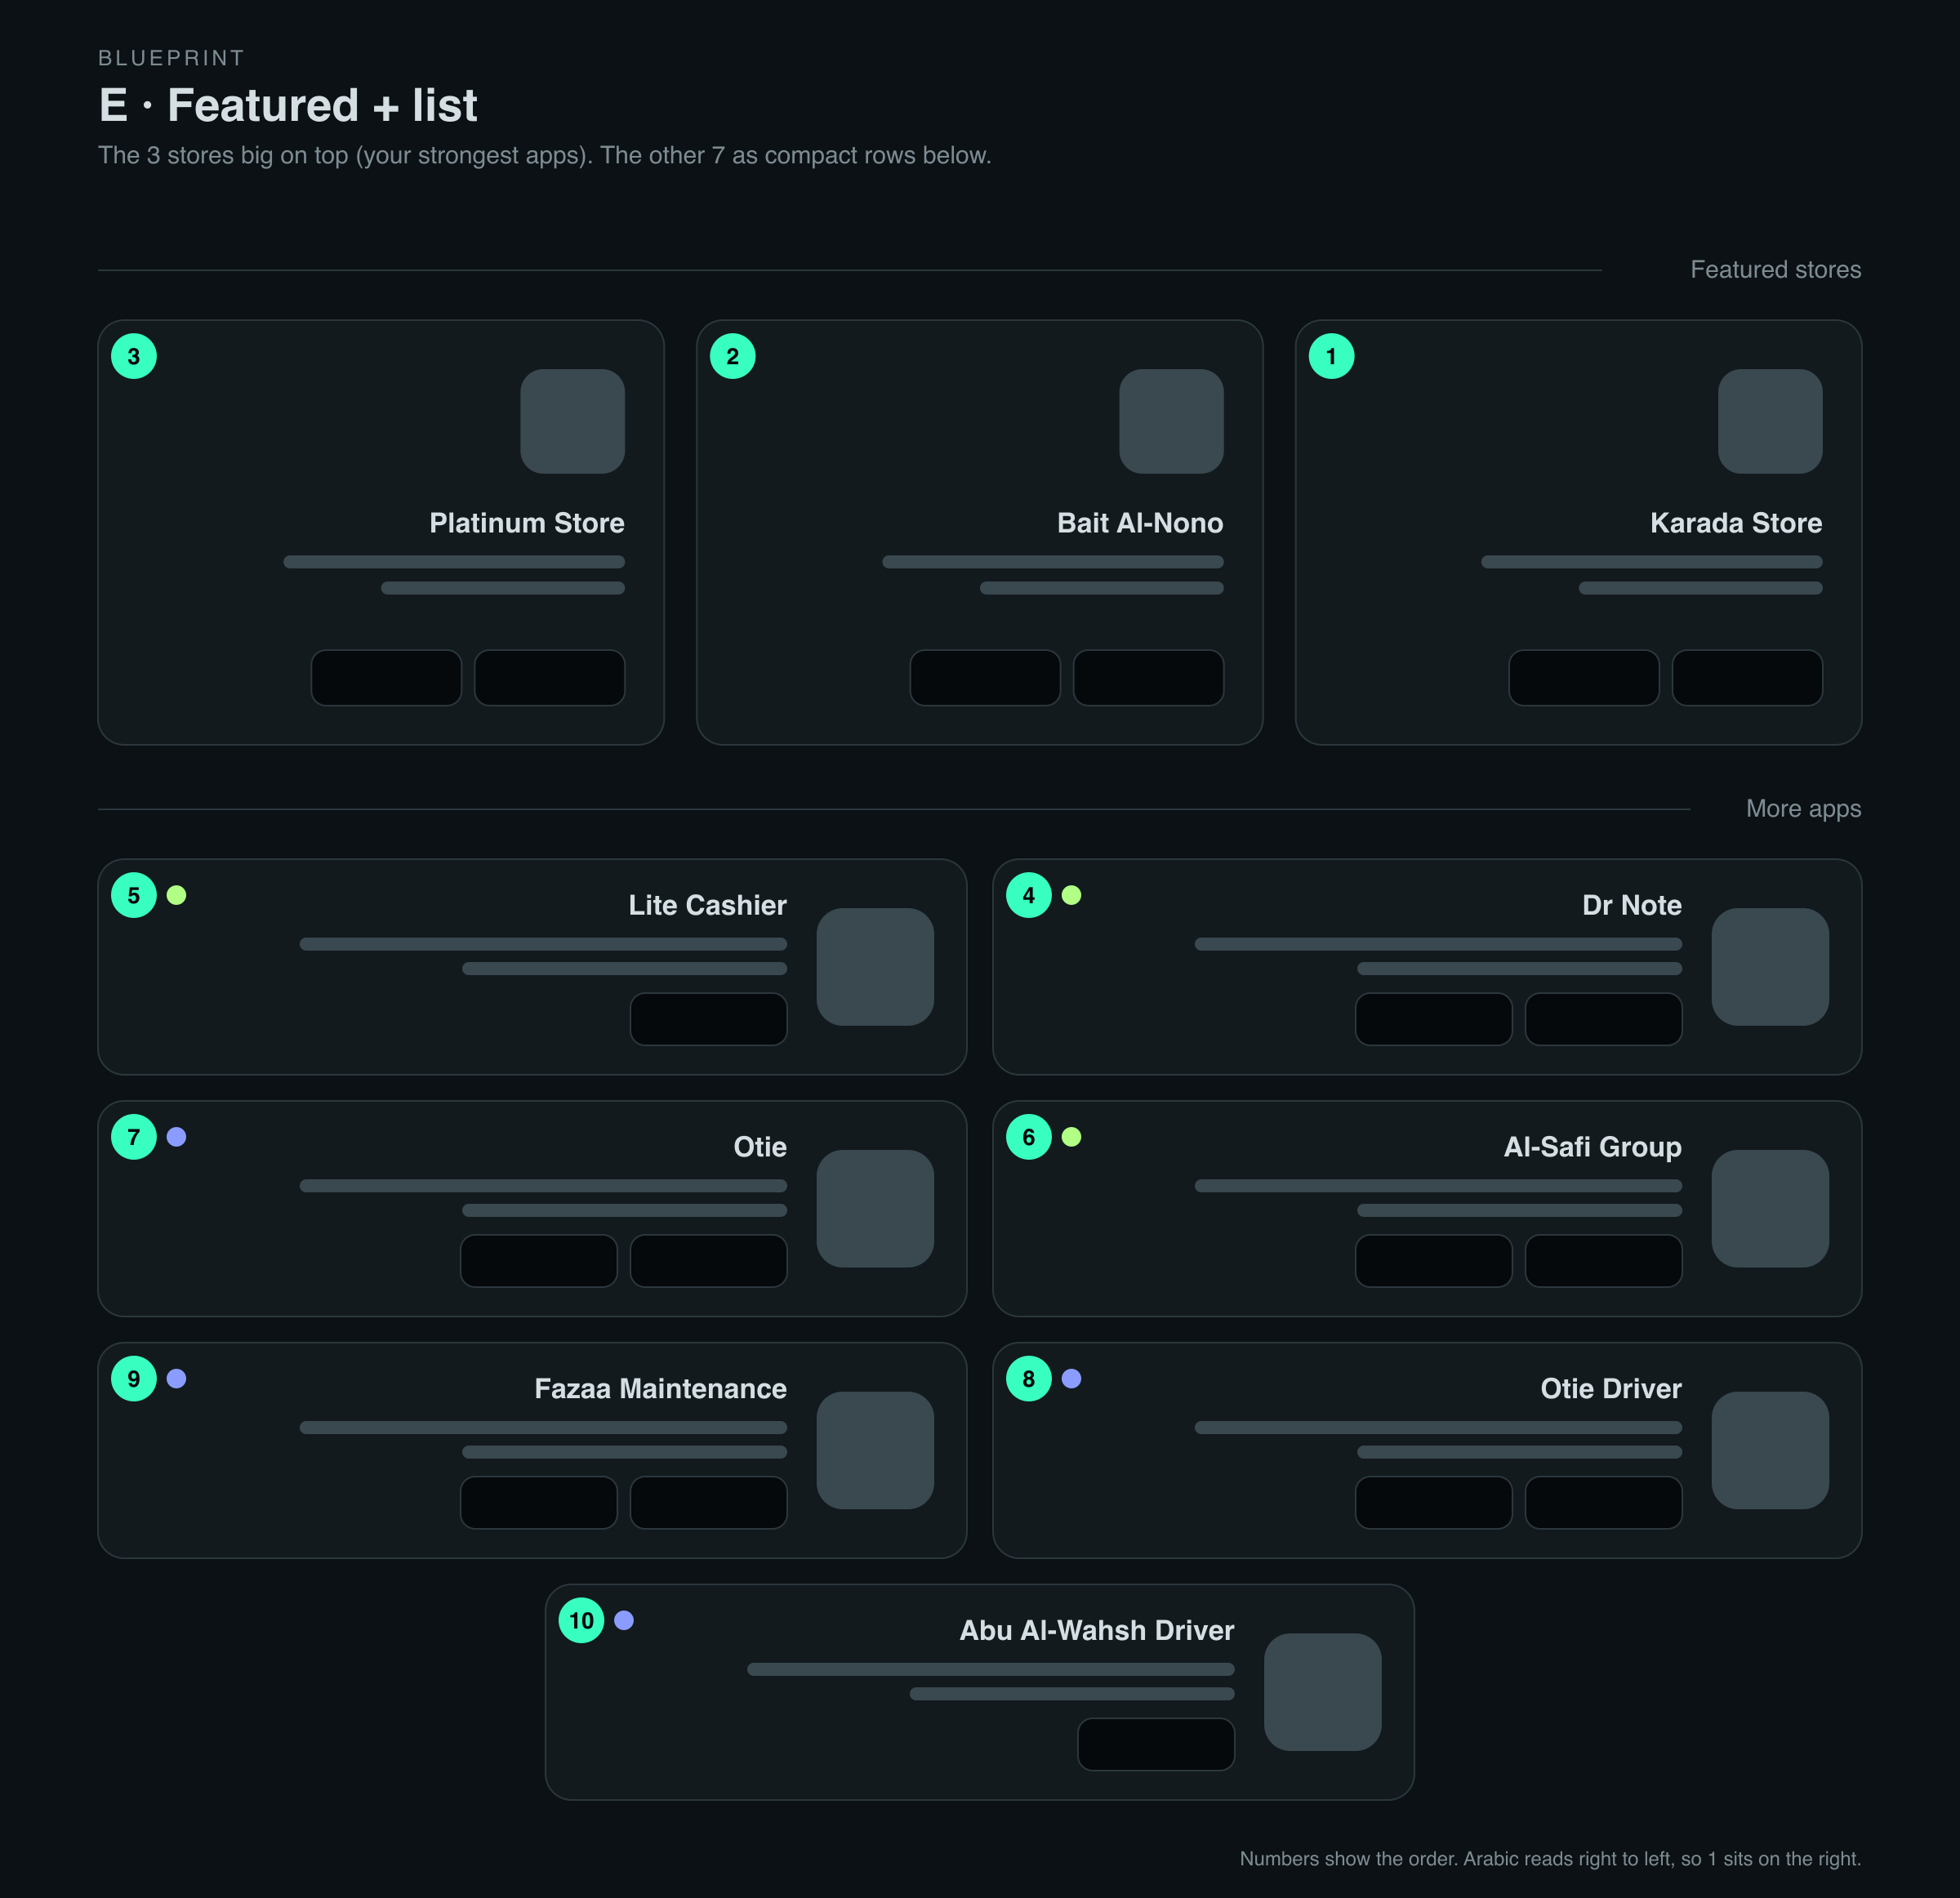 BLUEPRINT
E · Featured + list
The 3 stores big on top (your strongest apps). The other 7 as compact rows below.
Featured stores
1
Karada Store
2
Bait Al-Nono
3
Platinum Store
More apps
4
Dr Note
5
Lite Cashier
6
Al-Safi Group
7
Otie
8
Otie Driver
9
Fazaa Maintenance
10
Abu Al-Wahsh Driver
Numbers show the order. Arabic reads right to left, so 1 sits on the right.